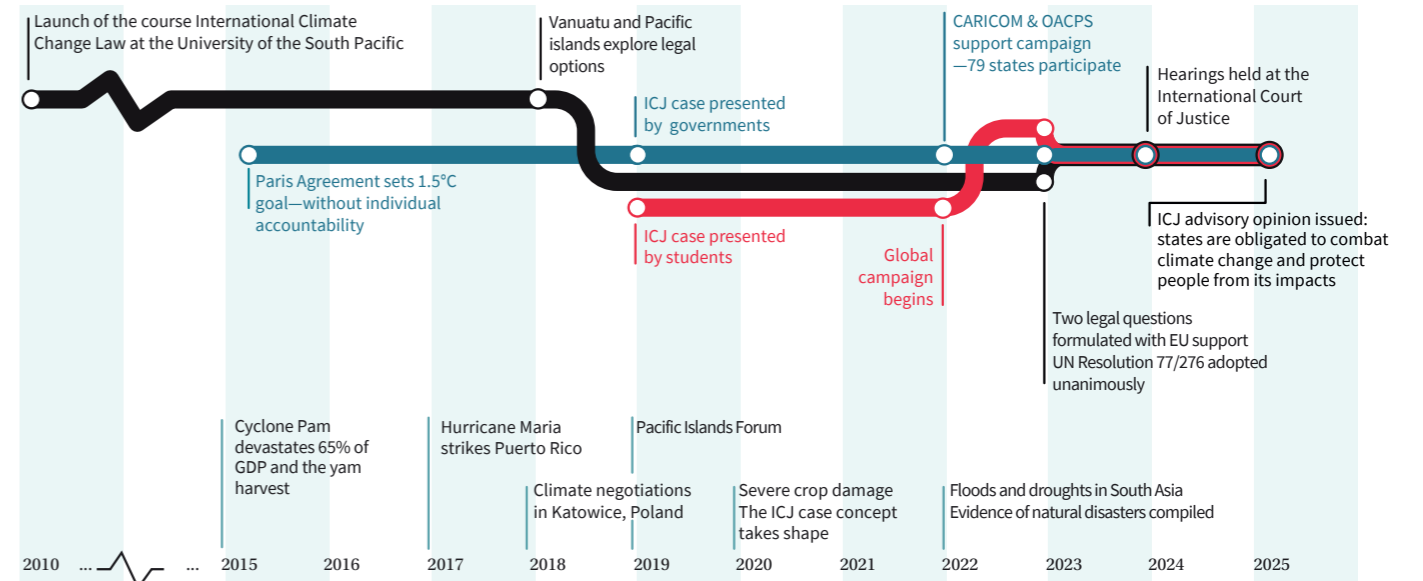 Launch of the course International Climate
Change Law at the University of the South Pacific
Vanuatu and Pacific
islands explore legal
options
CARICOM & OACPS
support campaign
—79 states participate
Hearings held at the
International Court
of Justice
ICJ case presented
by governments
Paris Agreement sets 1.5°C
goal—without individual
accountability
ICJ case presented
by students
Global
campaign
begins
ICJ advisory opinion issued:
states are obligated to combat
climate change and protect
people from its impacts
Two legal questions
formulated with EU support
UN Resolution 77/276 adopted
unanimously
Cyclone Pam
devastates 65% of
GDP and the yam
harvest
Hurricane Maria
strikes Puerto Rico
Pacific Islands Forum
Climate negotiations
in Katowice, Poland
Severe crop damage
The ICJ case concept
takes shape
Floods and droughts in South Asia
Evidence of natural disasters compiled
2010 ... ... 2015 2016 2017 2018 2019 2020 2021 2022 2023 2024 2025